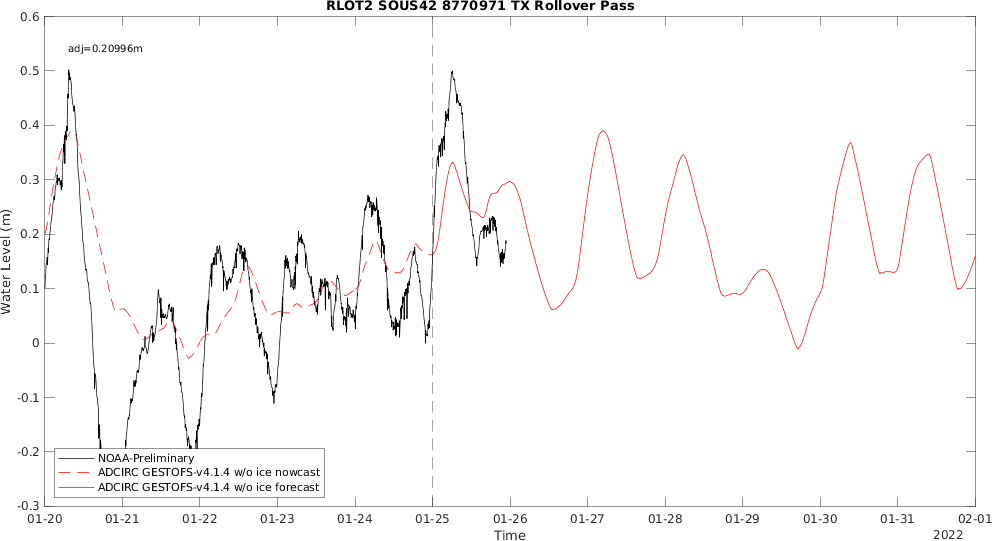 RLOT2 SOUS42 8770971 TX Rollover Pass
adj=0.20996m
0.6
0.5
0.4
0.3
0.2
0.1
0
-0.1
-0.2
-0.3
Water Level (m)
NOAA-Preliminary
ADCIRC GESTOFS-v4.1.4 w/o ice nowcast
ADCIRC GESTOFS-v4.1.4 w/o ice forecast
01-20 01-21 01-22 01-23 01-24 01-25 01-26 01-27 01-28 01-29 01-30 01-31 02-01
Time
2022